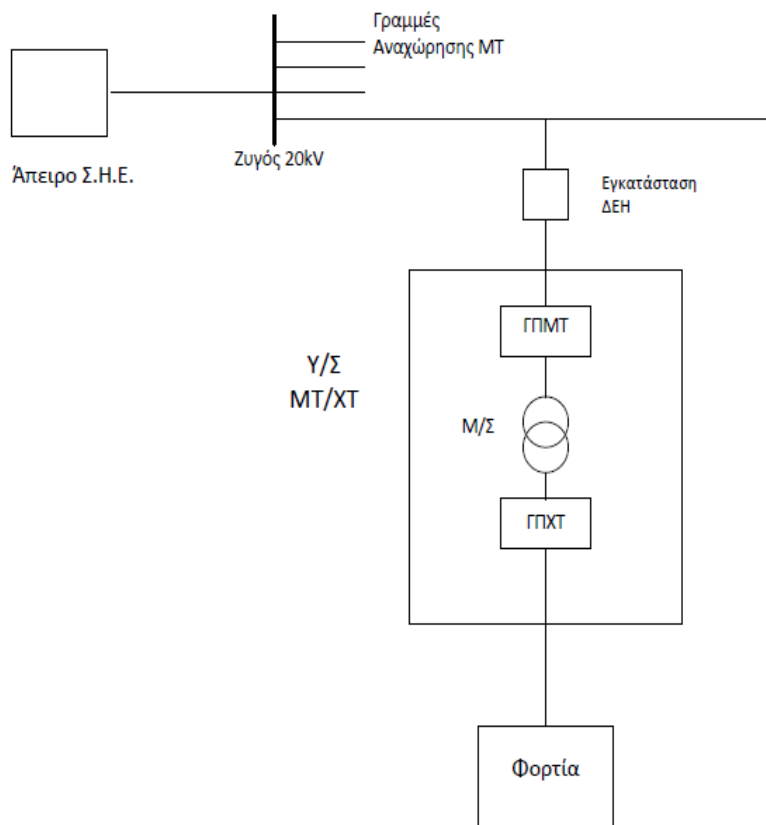 Γραμμές
Αναχώρησης ΜΤ
Ζυγός 20kV
Άπειρο Σ.Η.Ε.
Εγκατάσταση
ΔΕΗ
ΓΠΜΤ
Υ/Σ
ΜΤ/ΧΤ
Μ/Σ
ΓΠΧΤ
Φορτία